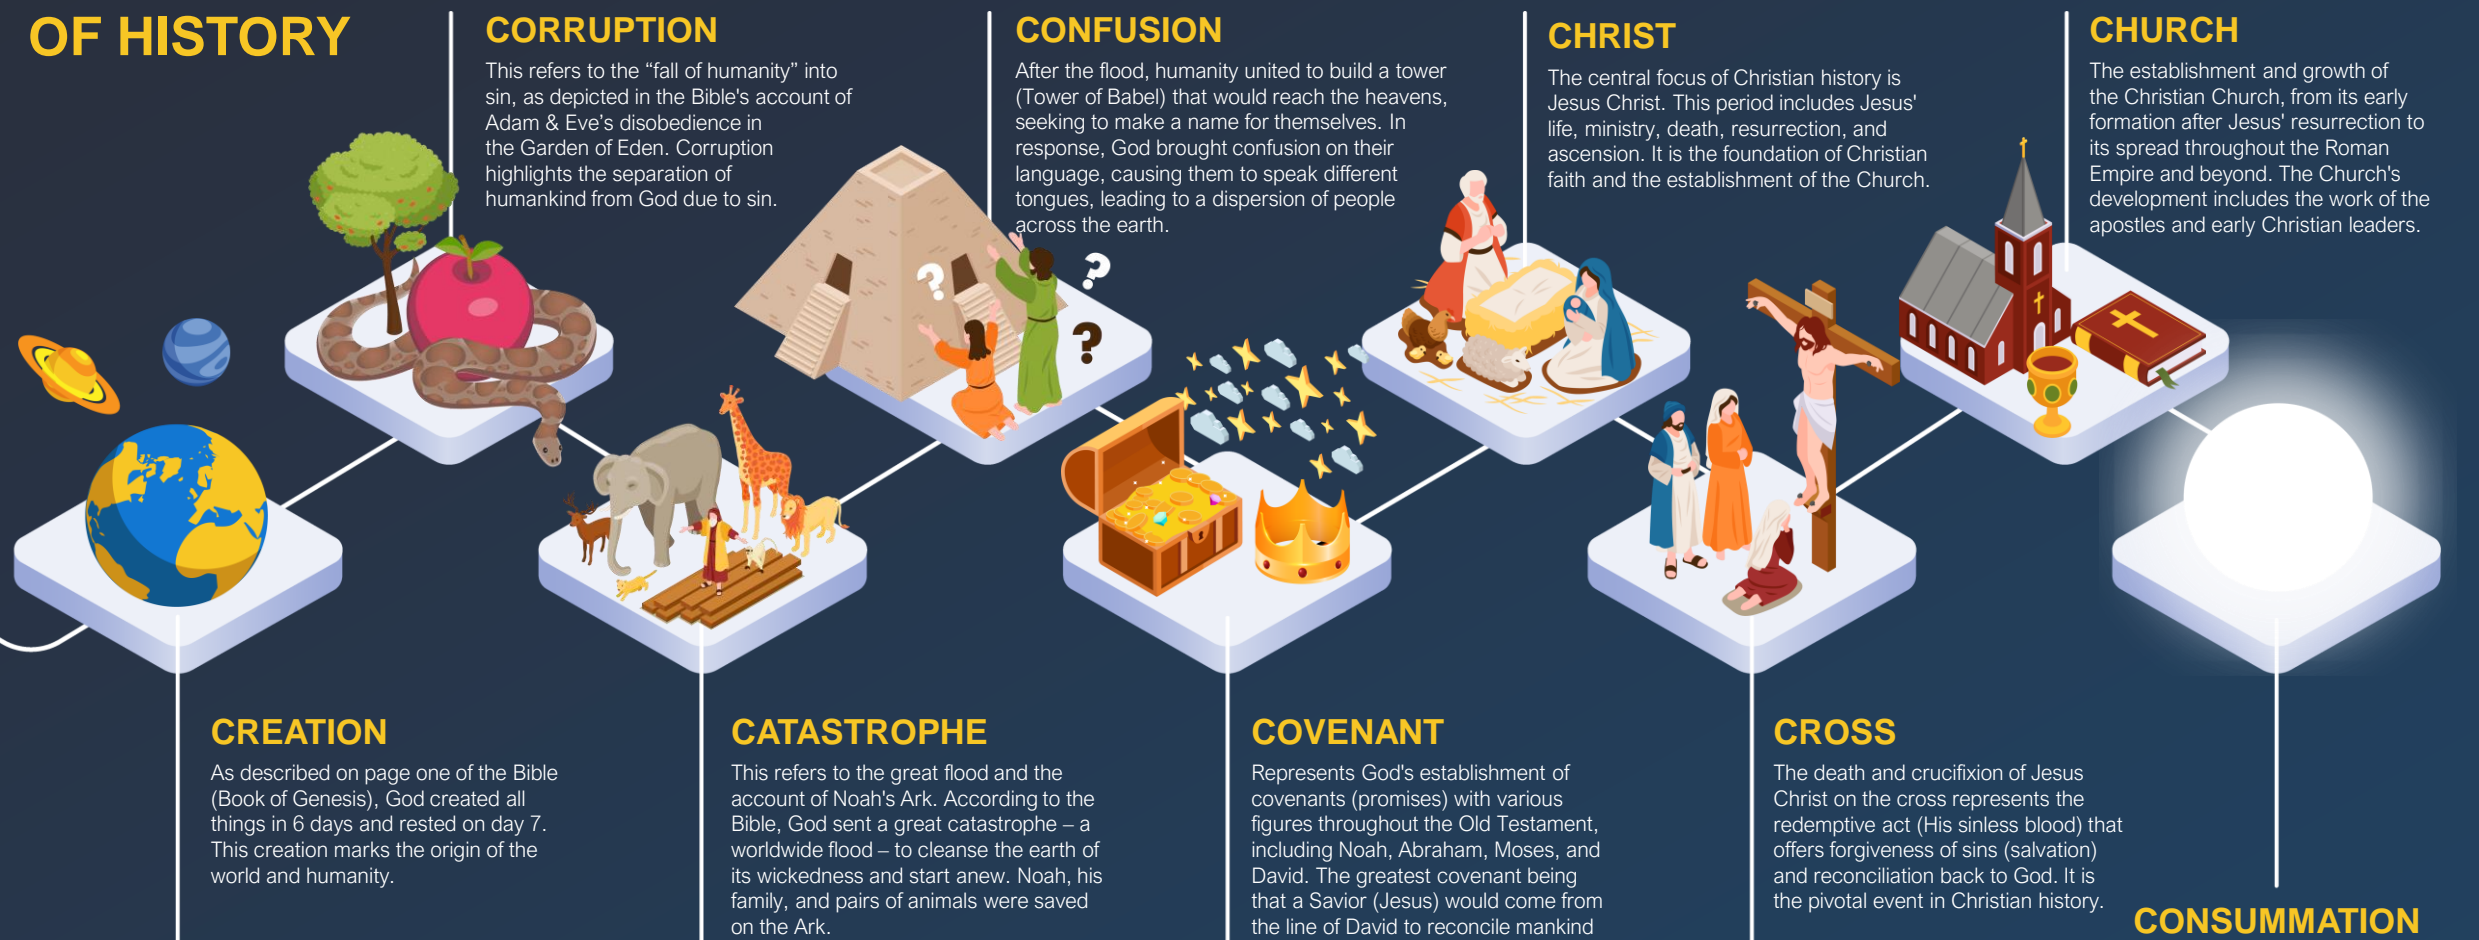 OF HISTORY
CORRUPTION
This refers to the “fall of humanity” into
sin, as depicted in the Bible's account of
Adam & Eve’s disobedience in
the Garden of Eden. Corruption
highlights the separation of
humankind from God due to sin.
CONFUSION
After the flood, humanity united to build a tower
(Tower of Babel) that would reach the heavens,
seeking to make a name for themselves. In
response, God brought confusion on their
language, causing them to speak different
tongues, leading to a dispersion of people
across the earth.
CHRIST
The central focus of Christian history is
Jesus Christ. This period includes Jesus'
life, ministry, death, resurrection, and
ascension. It is the foundation of Christian
faith and the establishment of the Church.
CHURCH
The establishment and growth of
the Christian Church, from its early
formation after Jesus' resurrection to
its spread throughout the Roman
Empire and beyond. The Church's
development includes the work of the
apostles and early Christian leaders.
?
?
?
CREATION
As described on page one of the Bible
(Book of Genesis), God created all
things in 6 days and rested on day 7.
This creation marks the origin of the
world and humanity.
CATASTROPHE
This refers to the great flood and the
account of Noah's Ark. According to the
Bible, God sent a great catastrophe – a
worldwide flood – to cleanse the earth of
its wickedness and start anew. Noah, his
family, and pairs of animals were saved
on the Ark.
COVENANT
Represents God's establishment of
covenants (promises) with various
figures throughout the Old Testament,
including Noah, Abraham, Moses, and
David. The greatest covenant being
that a Savior (Jesus) would come from
the line of David to reconcile mankind
CROSS
The death and crucifixion of Jesus
Christ on the cross represents the
redemptive act (His sinless blood) that
offers forgiveness of sins (salvation)
and reconciliation back to God. It is
the pivotal event in Christian history.
CONSUMMATION